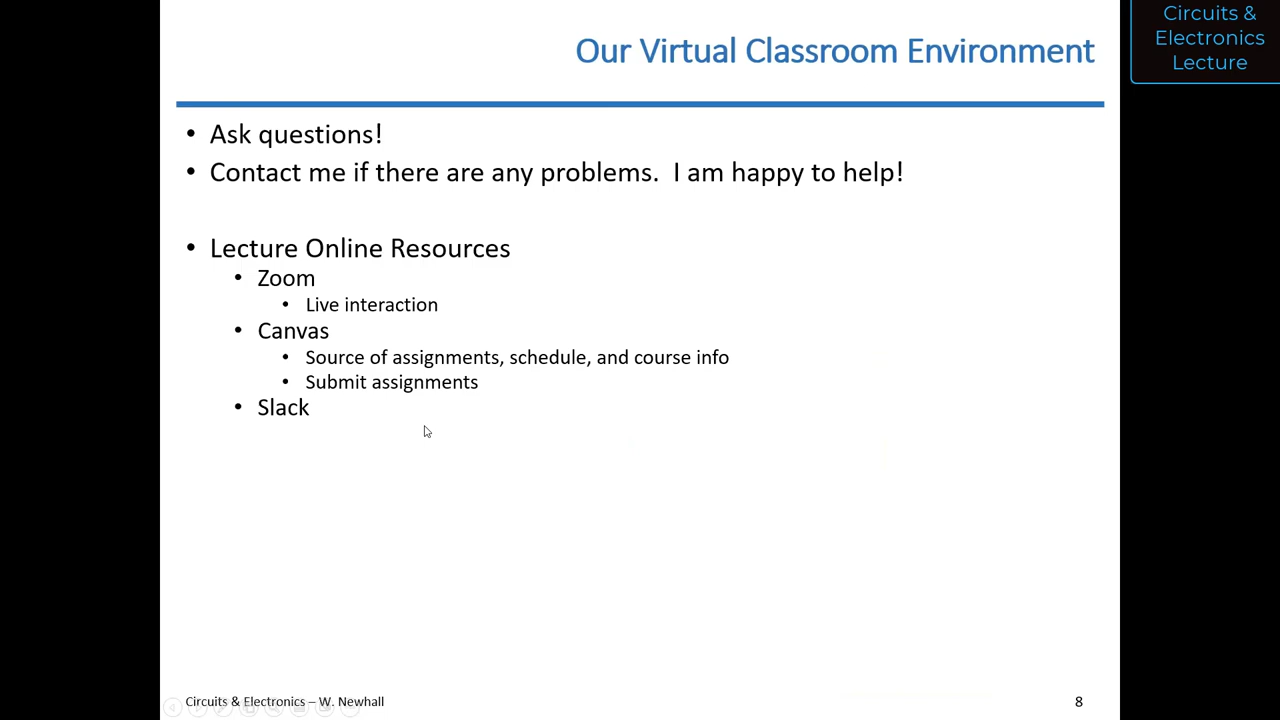 Circuits &
Electronics
Lecture
Our Virtual Classroom Environment
• Ask questions!
• Contact me if there are any problems.  I am happy to help!
• Lecture Online Resources
• Zoom
• Live interaction
• Canvas
• Source of assignments, schedule, and course info
• Submit assignments
• Slack
Circuits & Electronics – W. Newhall
8